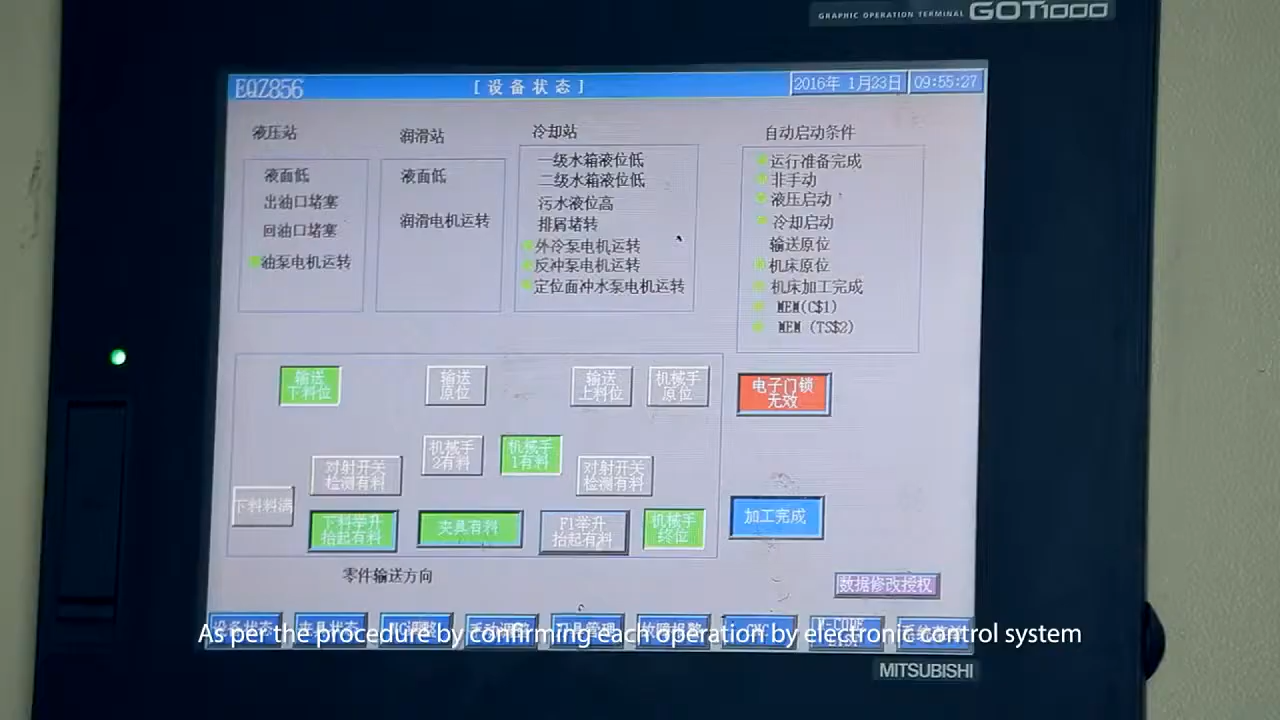 GRAPHIC OPERATION TERMINAL GOT1000
EQZ856 [设备状态] 2016年 1月23日 09:55:27
液压站
液面低
出油口堵塞
回油口堵塞
油泵电机运转
润滑站
液面低
润滑电机运转
冷却站
一级水箱液位低
二级水箱液位低
污水液位高
排屑堵转
外冷泵电机运转
反冲泵电机运转
定位面冲水泵电机运转
自动启动条件
运行准备完成
非手动
液压启动
冷却启动
输送原位
机床原位
机床加工完成
MEM(C$1)
MEM (TS$2)
输送
下料位
输送
原位
输送
上料位
机械手
原位
电子门锁
无效
机械手
2有料
机械手
1有料
对射开关
检测有料
对射开关
检测有料
下料料满
下料举升
抬起有料
夹具有料
F1举升
抬起有料
机械手
终位
加工完成
零件输送方向
数据修改授权
设备状态 夹具状态 刀具管理 故障报警 CNC
As per the procedure by confirming each operation by electronic control system
MITSUBISHI